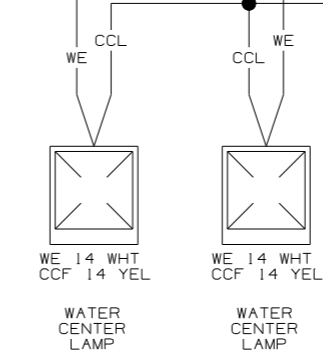 CCL
WE
WE
CCL
WE 14 WHT
CCF 14 YEL
WE 14 WHT
CCF 14 YEL
WATER
CENTER
LAMP
WATER
CENTER
LAMP